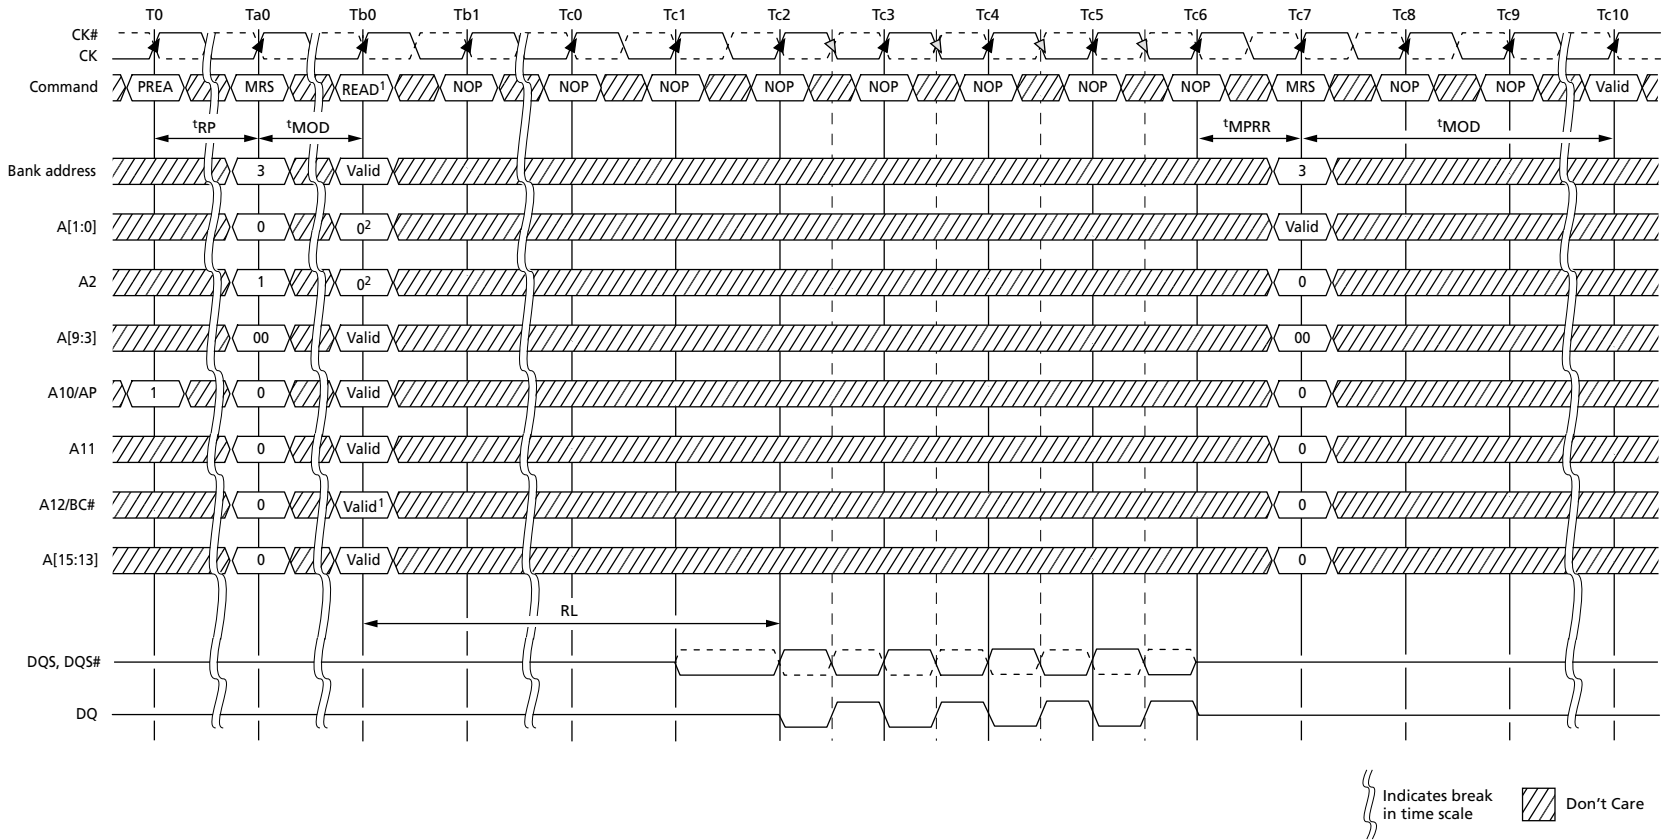 T0 Ta0 Tb0 Tb1 Tc0 Tc1 Tc2 Tc3 Tc4 Tc5 Tc6 Tc7 Tc8 Tc9 Tc10
CK#
CK
Command PREA MRS READ¹ NOP NOP NOP NOP NOP NOP NOP NOP MRS NOP NOP Valid
ᵗRP ᵗMOD ᵗMPRR ᵗMOD
Bank address 3 Valid 3
A[1:0] 0 0² Valid
A2 1 0² 0
A[9:3] 00 Valid 00
A10/AP 1 0 Valid 0
A11 0 Valid 0
A12/BC# 0 Valid¹ 0
A[15:13] 0 Valid 0
RL
DQS, DQS#
DQ
Indicates break
in time scale
Don't Care